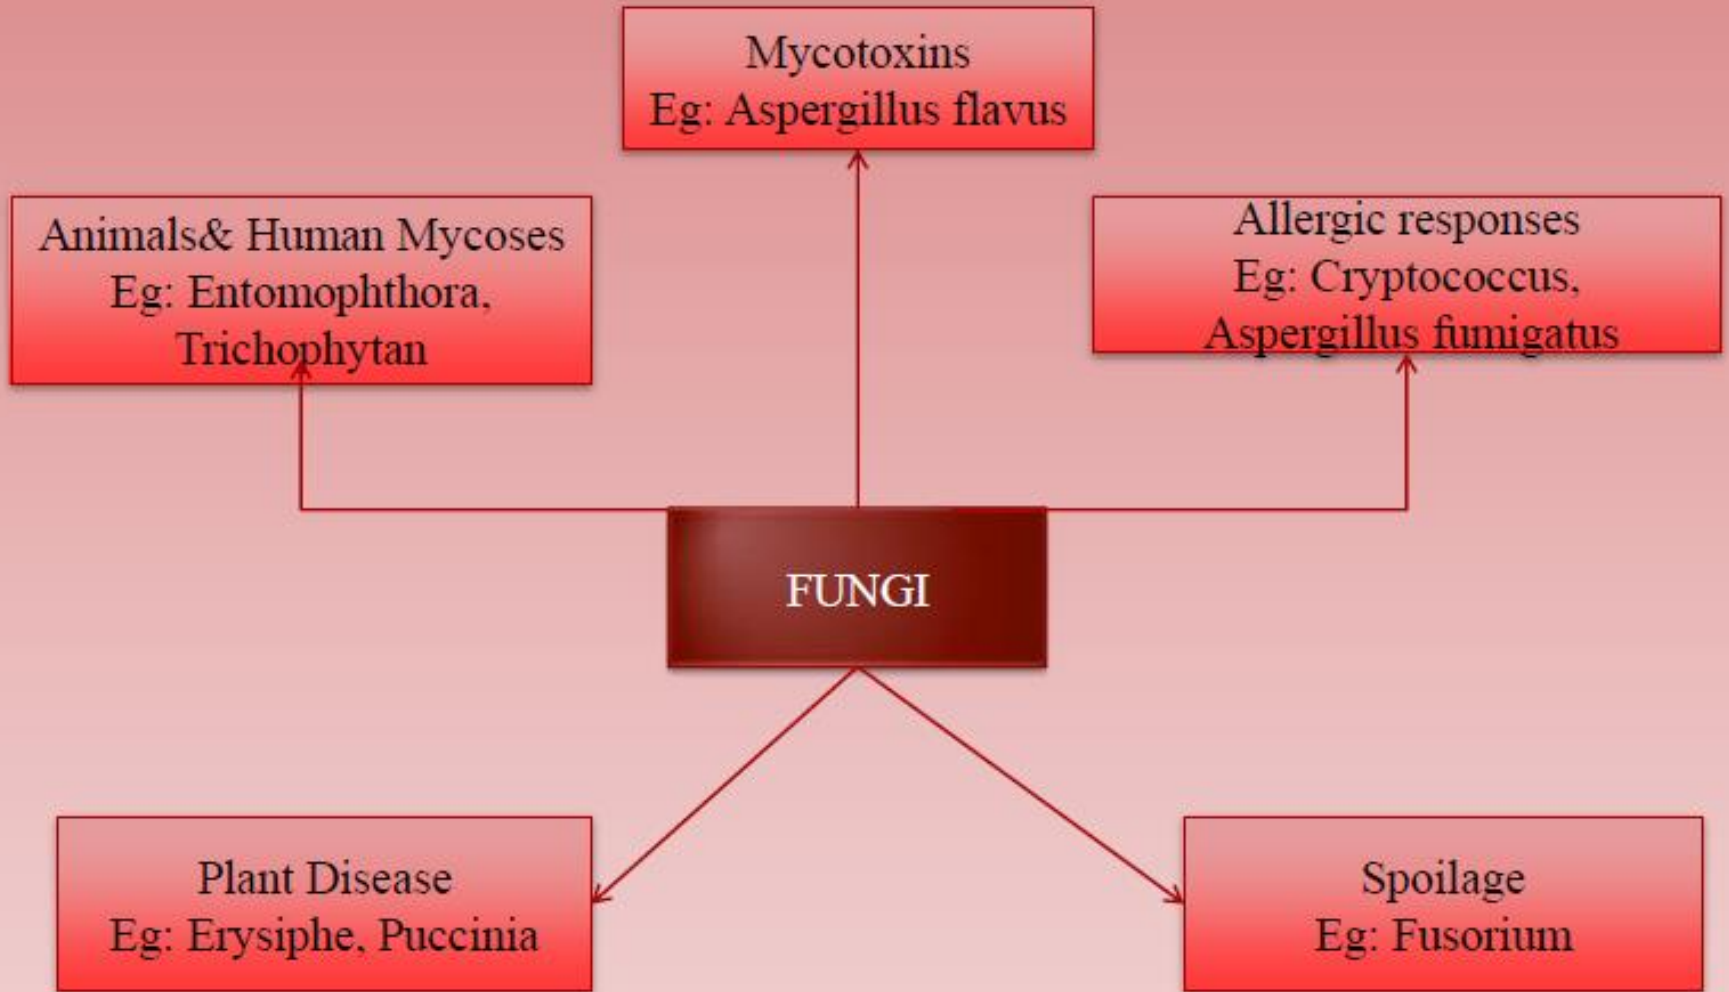 Mycotoxins
Eg: Aspergillus flavus
Animals& Human Mycoses
Eg: Entomophthora,
Trichophytan
Allergic responses
Eg: Cryptococcus,
Aspergillus fumigatus
FUNGI
Plant Disease
Eg: Erysiphe, Puccinia
Spoilage
Eg: Fusorium